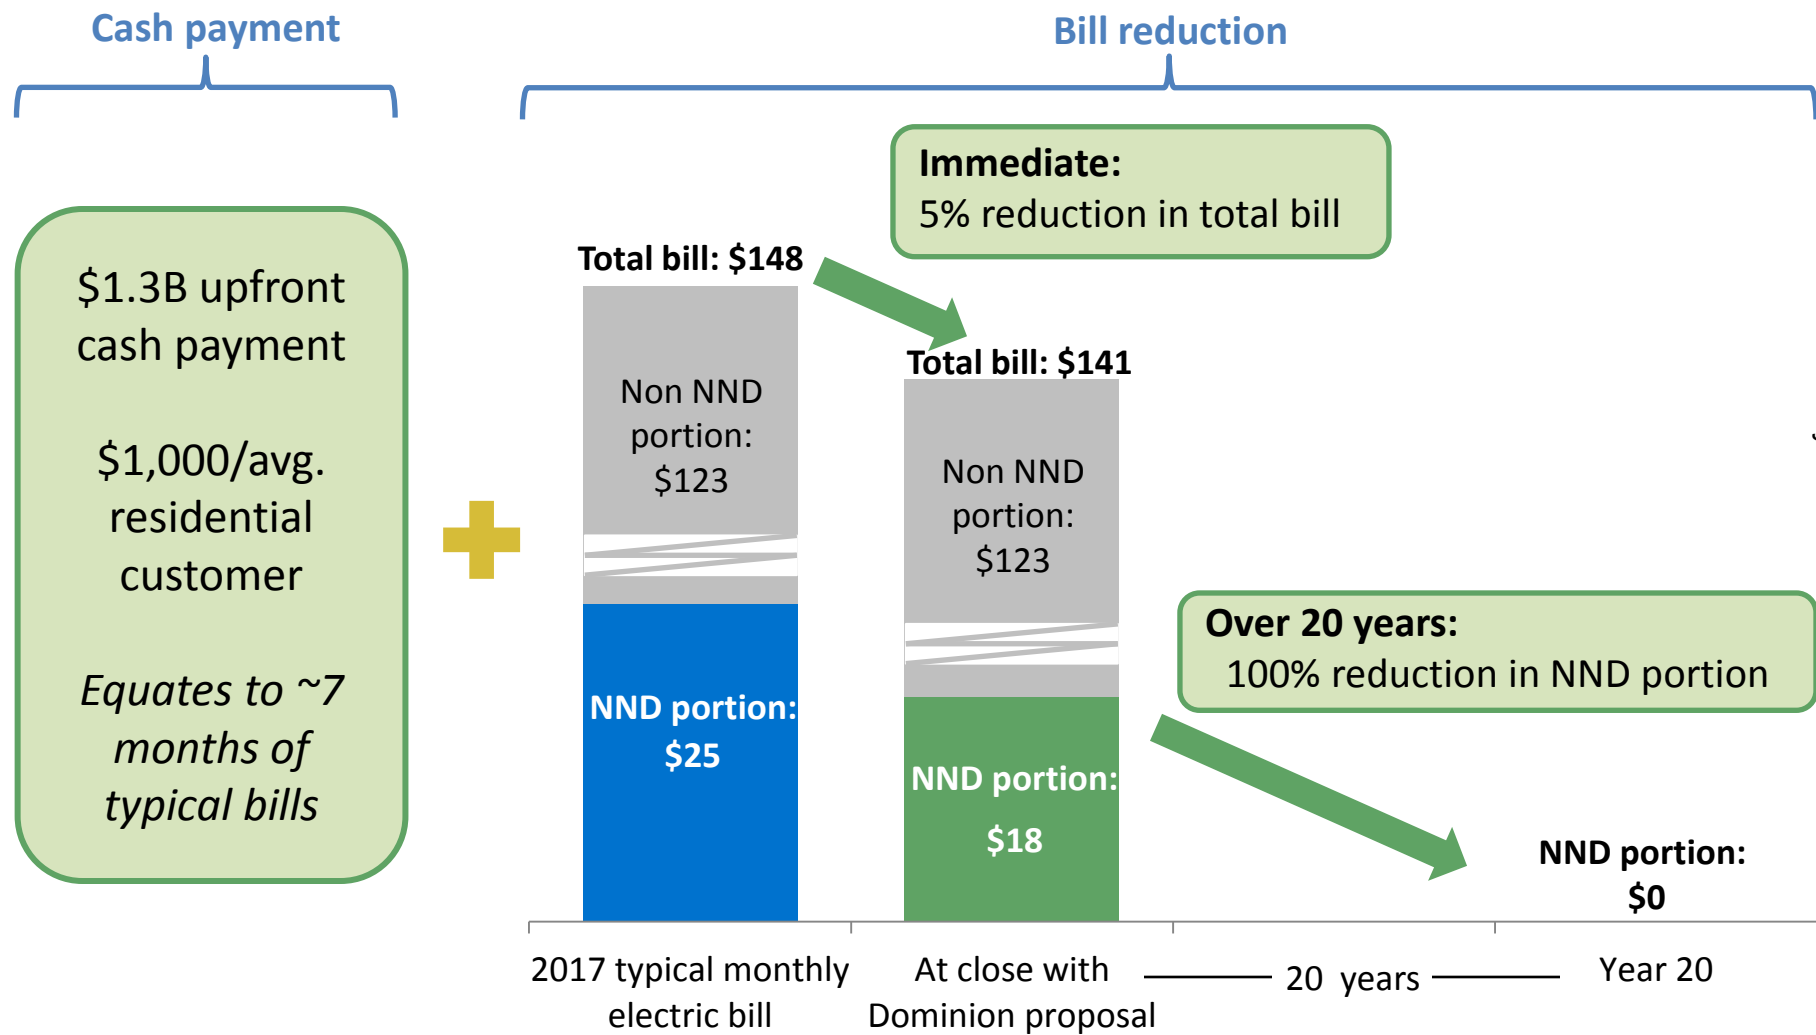 Cash payment
Bill reduction
$1.3B upfront
cash payment
$1,000/avg.
residential
customer
Equates to ~7
months of
typical bills
Immediate:
5% reduction in total bill
Total bill: $148
Non NND
portion:
$123
NND portion:
$25
Total bill: $141
Non NND
portion:
$123
NND portion:
$18
Over 20 years:
100% reduction in NND portion
NND portion:
$0
2017 typical monthly
electric bill
At close with
Dominion proposal
20 years
Year 20